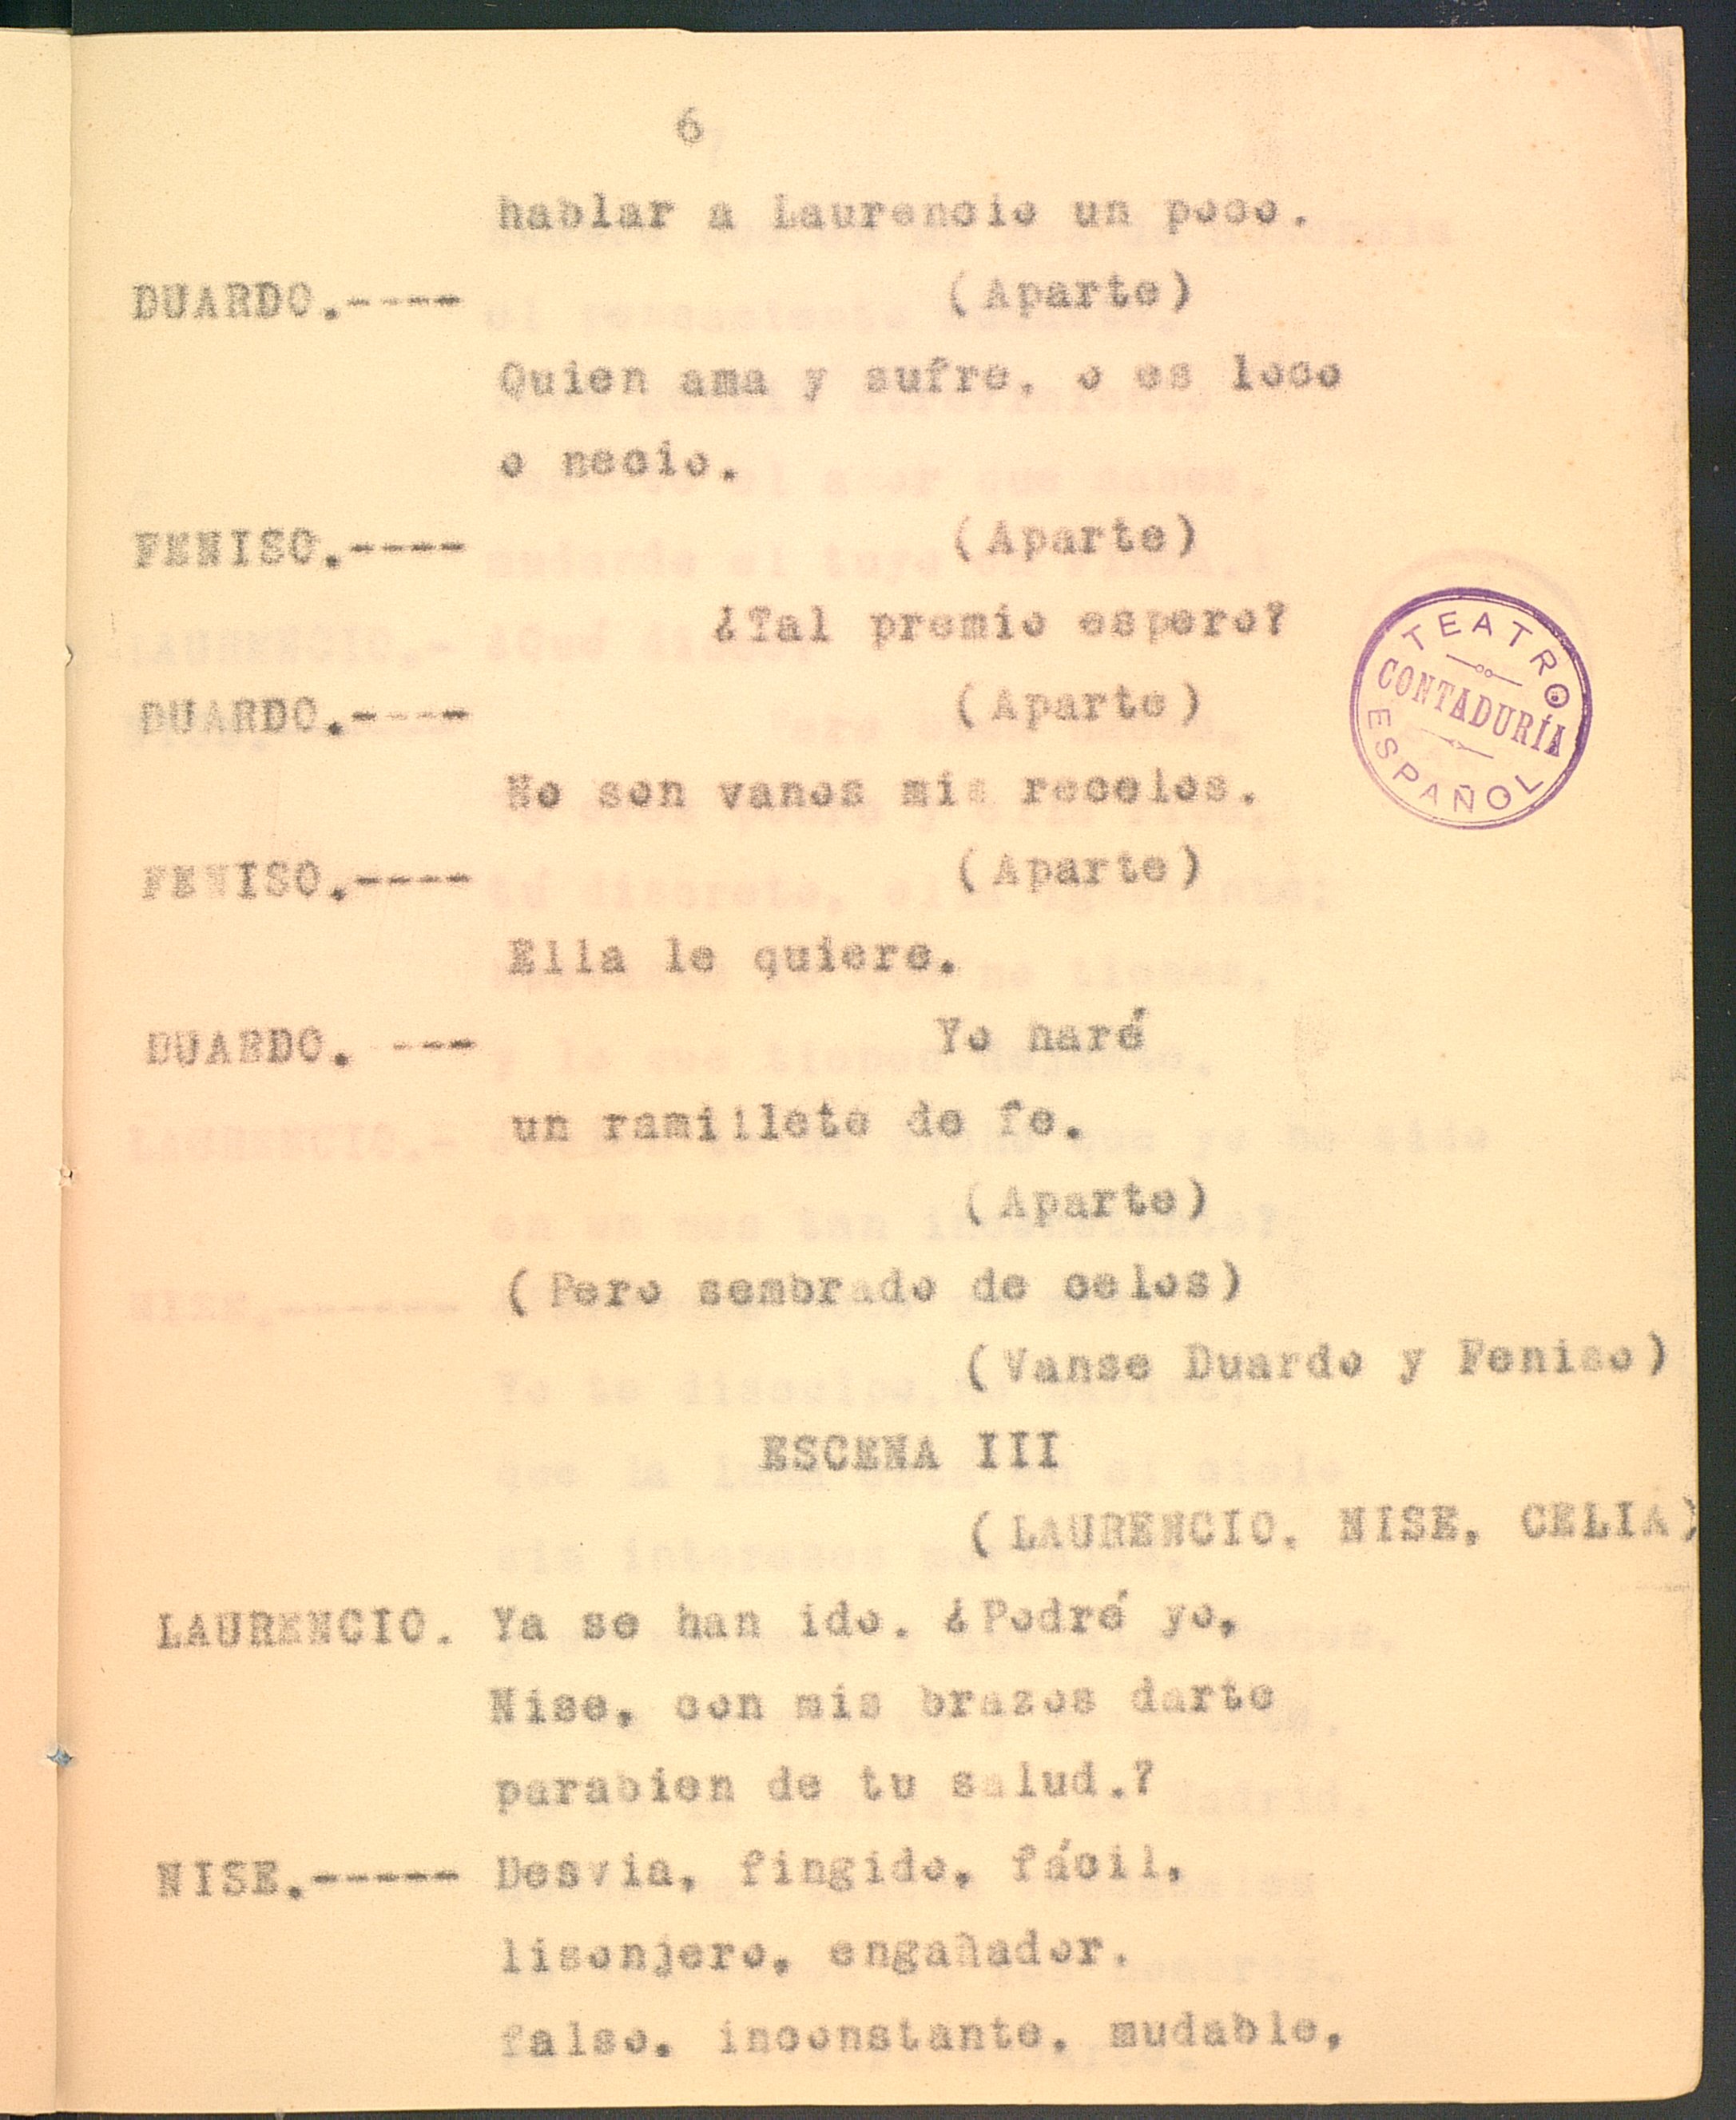 6
hablar a Laurencio un poco.
DUARDO.---- (Aparte)
Quien ama y sufre, o es loco
o necio.
FENISO.---- (Aparte)
¿Tal premio espero?
DUARDO.---- (Aparte)
No son vanos mis recelos.
FENISO.---- (Aparte)
Ella le quiere.
DUARDO. --- Yo haré
un ramillete de fe.
(Aparte)
(Pero sembrado de celos)
(Vanse Duardo y Feniso)
ESCENA III
(LAURENCIO, NISE, CELIA)
LAURENCIO. Ya se han ido. ¿Podré yo,
Nise, con mis brazos darte
parabien de tu salud.?
NISE.----- Desvia, fingido, fácil,
lisonjero, engañador,
falso, inconstante, mudable,
TEATRO
CONTADURÍA
ESPAÑOL